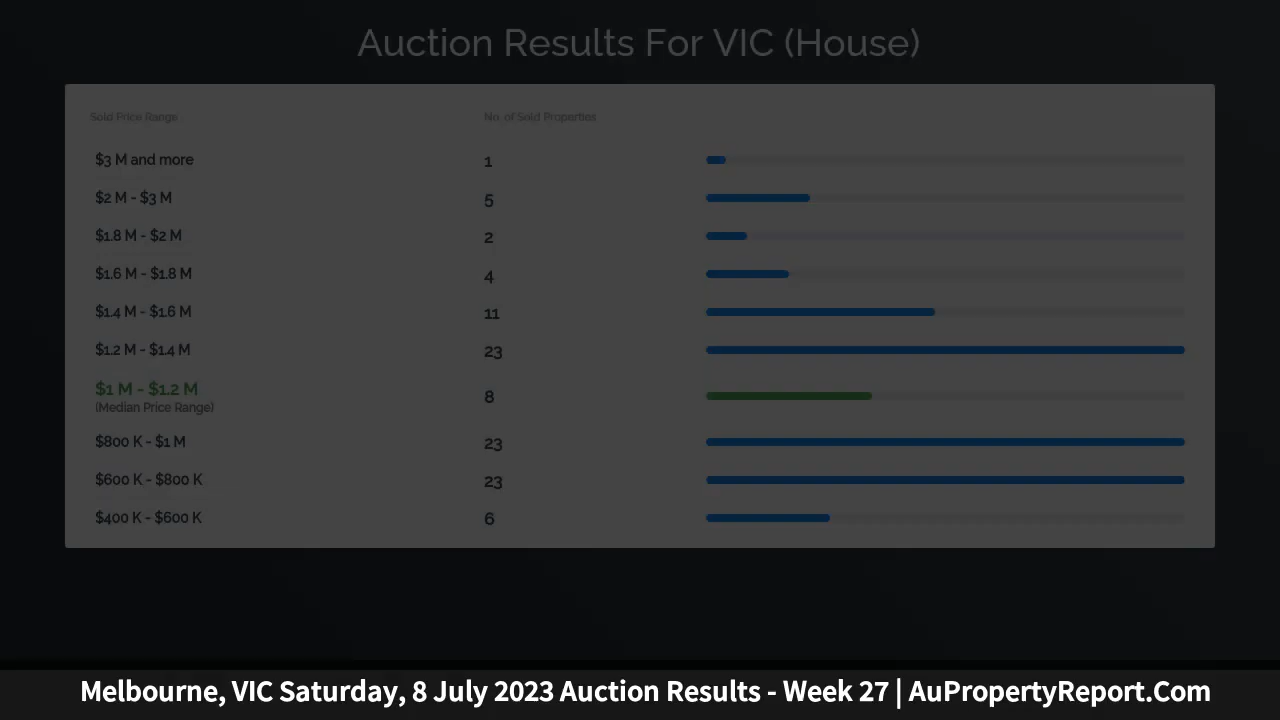 Auction Results For VIC (House)
Sold Price Range No. of Sold Properties
$3 M and more 1
$2 M - $3 M 5
$1.8 M - $2 M 2
$1.6 M - $1.8 M 4
$1.4 M - $1.6 M 11
$1.2 M - $1.4 M 23
$1 M - $1.2 M 8
(Median Price Range)
$800 K - $1 M 23
$600 K - $800 K 23
$400 K - $600 K 6
Melbourne, VIC Saturday, 8 July 2023 Auction Results - Week 27 | AuPropertyReport.Com